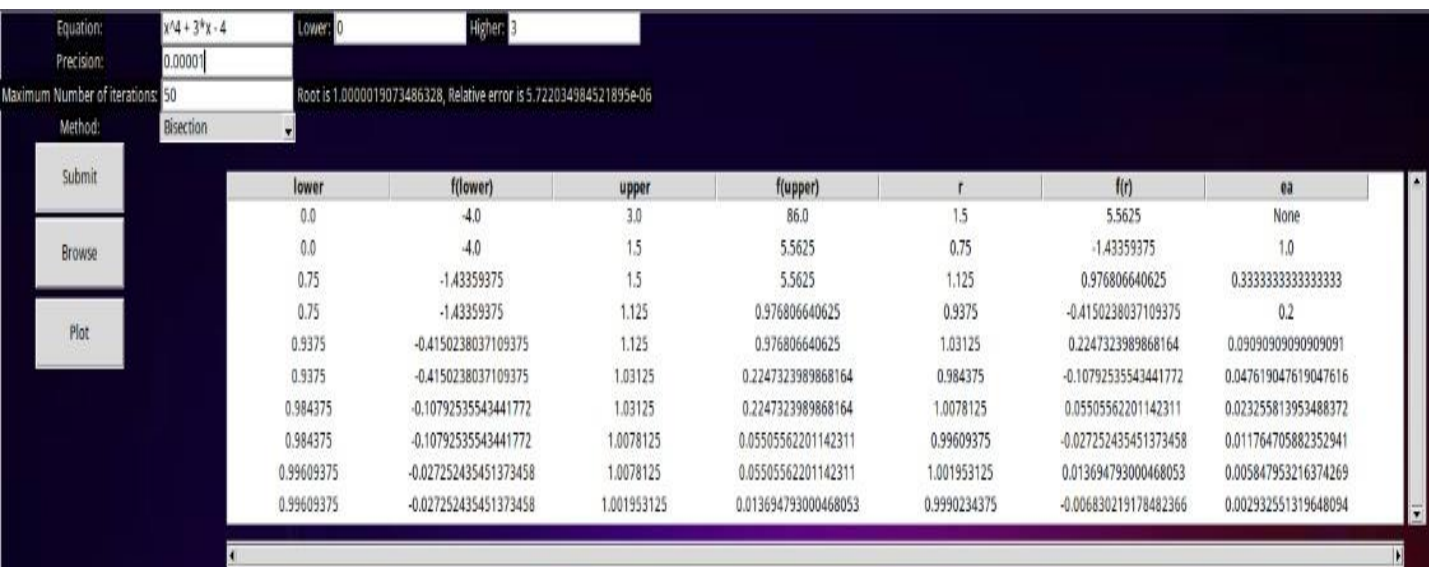 Equation: x^4 + 3*x - 4 Lower: 0 Higher: 3
Precision: 0.00001
Maximum Number of iterations: 50 Root is 1.0000019073486328, Relative error is 5.722034984521895e-06
Method: Bisection
Submit
Browse
Plot
lower f(lower) upper f(upper) r f(r) ea
0.0 -4.0 3.0 86.0 1.5 5.5625 None
0.0 -4.0 1.5 5.5625 0.75 -1.43359375 1.0
0.75 -1.43359375 1.5 5.5625 1.125 0.976806640625 0.3333333333333333
0.75 -1.43359375 1.125 0.976806640625 0.9375 -0.4150238037109375 0.2
0.9375 -0.4150238037109375 1.125 0.976806640625 1.03125 0.2247323989868164 0.09090909090909091
0.9375 -0.4150238037109375 1.03125 0.2247323989868164 0.984375 -0.10792535543441772 0.047619047619047616
0.984375 -0.10792535543441772 1.03125 0.2247323989868164 1.0078125 0.05505562201142311 0.023255813953488372
0.984375 -0.10792535543441772 1.0078125 0.05505562201142311 0.99609375 -0.027252435451373458 0.011764705882352941
0.99609375 -0.027252435451373458 1.0078125 0.05505562201142311 1.001953125 0.013694793000468053 0.005847953216374269
0.99609375 -0.027252435451373458 1.001953125 0.013694793000468053 0.9990234375 -0.006830219178482366 0.002932551319648094